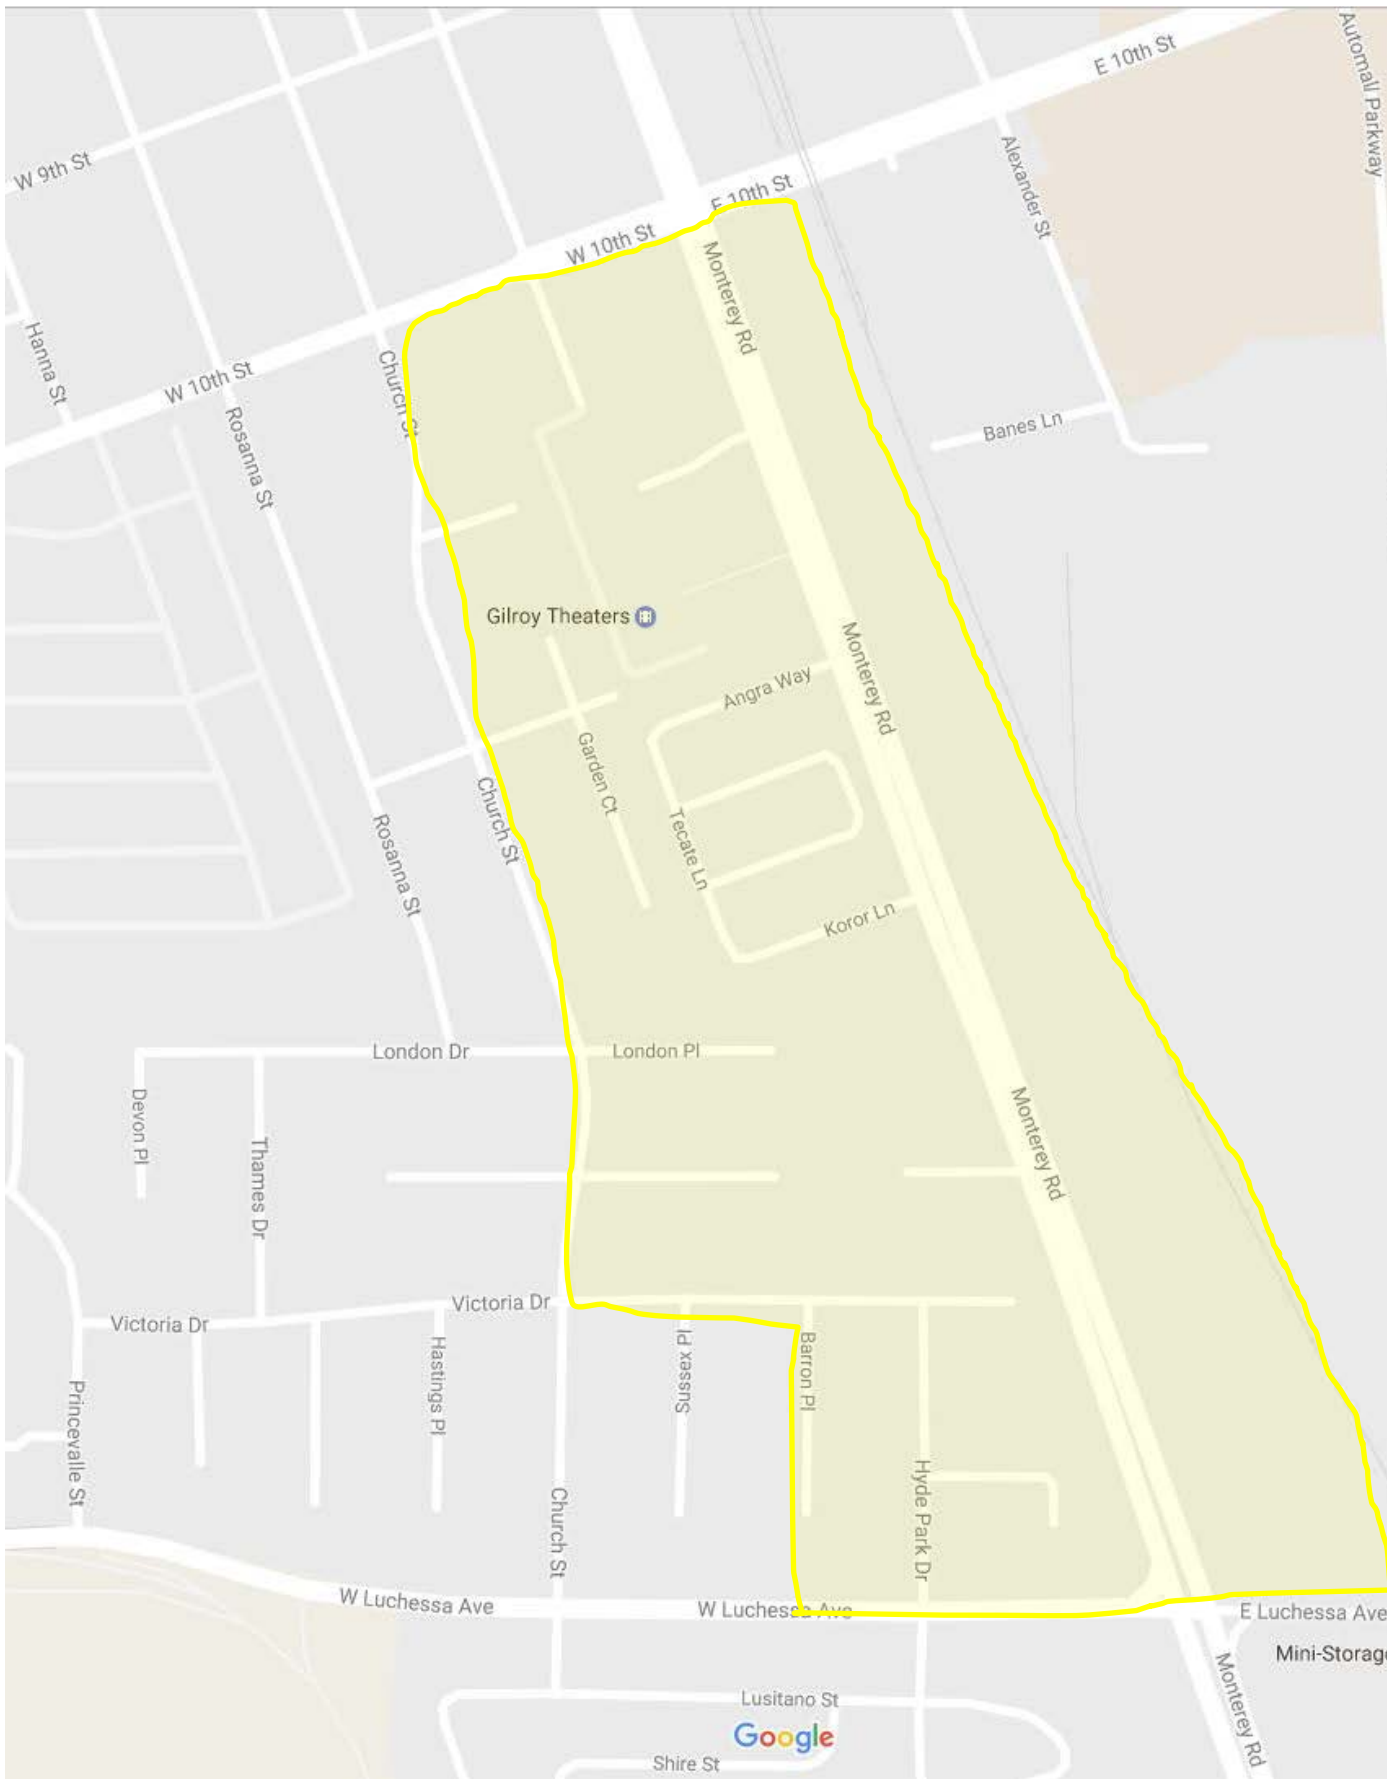 Automall Parkway
E 10th St
W 9th St
Alexander St
E 10th St
W 10th St
Monterey Rd
Hanna St
Church St
W 10th St
Rosanna St
Banes Ln
Gilroy Theaters
Monterey Rd
Angra Way
Garden Ct
Church St
Tecate Ln
Rosanna St
Koror Ln
London Dr
London Pl
Devon Pl
Monterey Rd
Thames Dr
Victoria Dr
Victoria Dr
Hastings Pl
Sussex Pl
Barron Pl
Princevalle St
Hyde Park Dr
Church St
W Luchessa Ave
W Luchessa Ave
E Luchessa Ave
Mini-Storage
Monterey Rd
Lusitano St
Google
Shire St